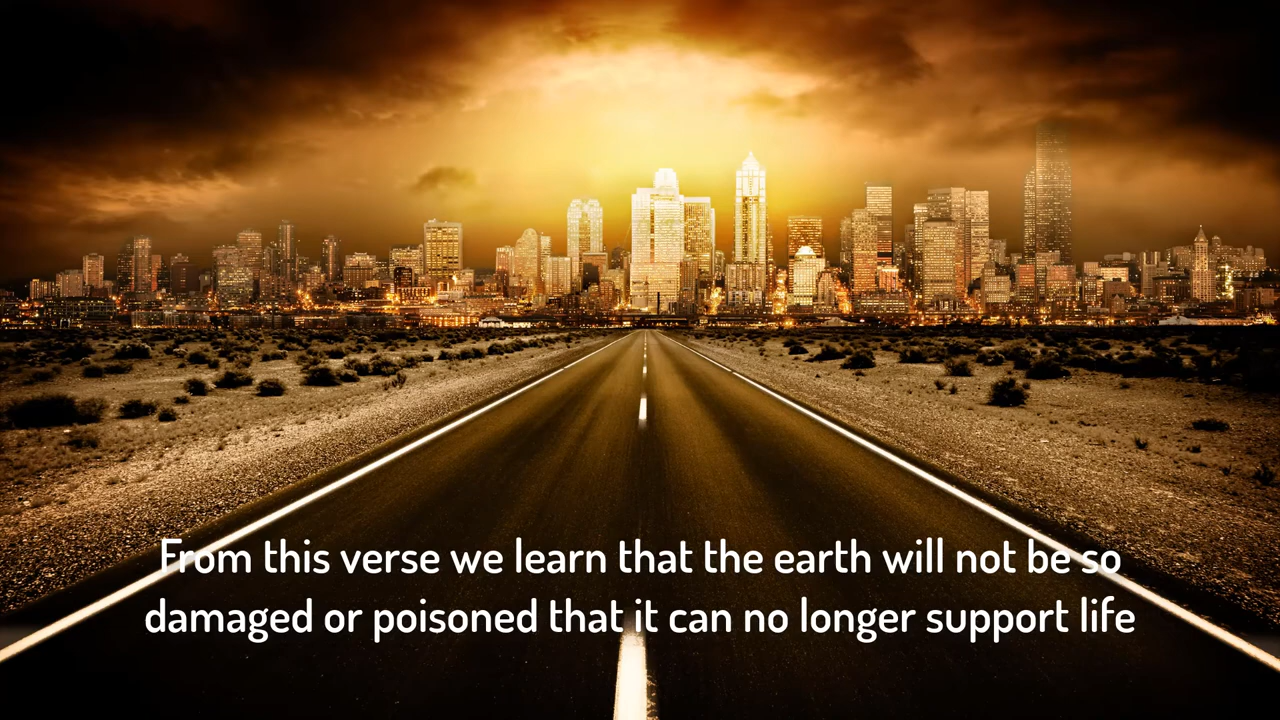 From this verse we learn that the earth will not be so
damaged or poisoned that it can no longer support life